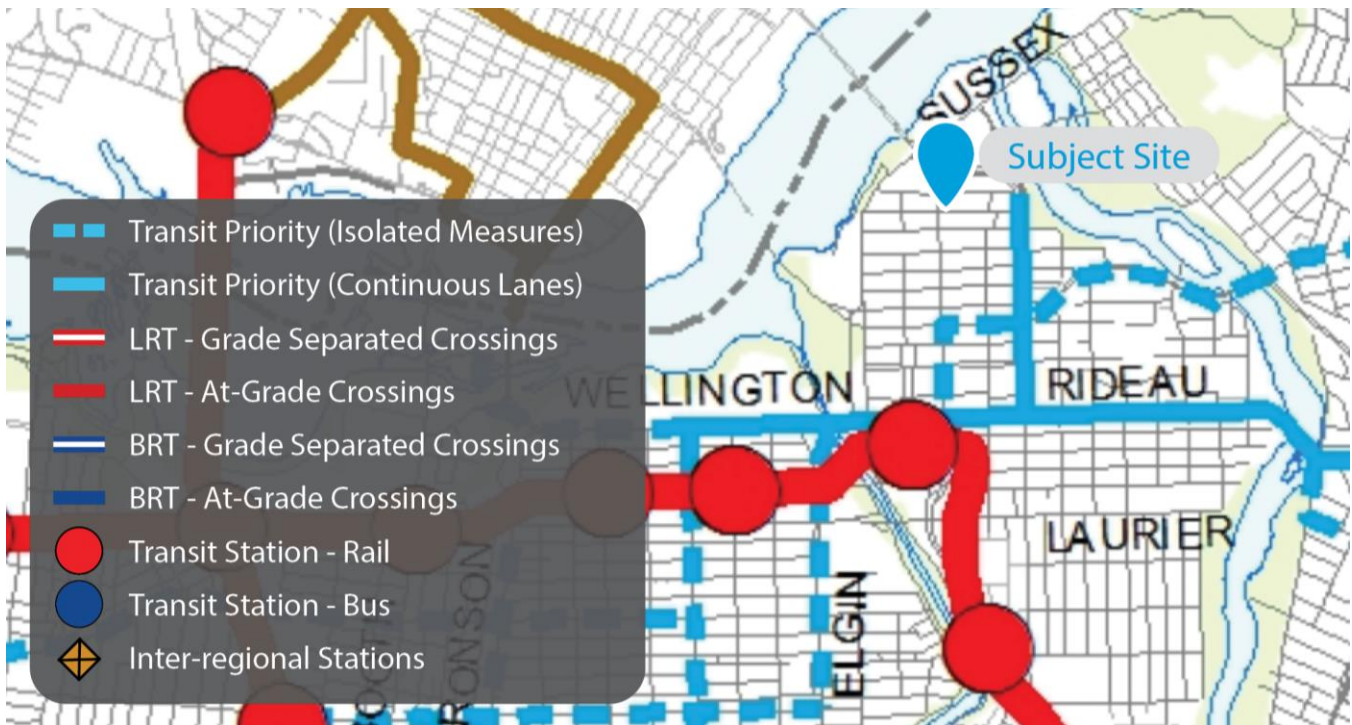 SUSSEX
Subject Site
Transit Priority (Isolated Measures)
Transit Priority (Continuous Lanes)
LRT - Grade Separated Crossings
LRT - At-Grade Crossings
BRT - Grade Separated Crossings
BRT - At-Grade Crossings
Transit Station - Rail
Transit Station - Bus
Inter-regional Stations
WELLINGTON
RIDEAU
LAURIER
ELGIN
RONSON